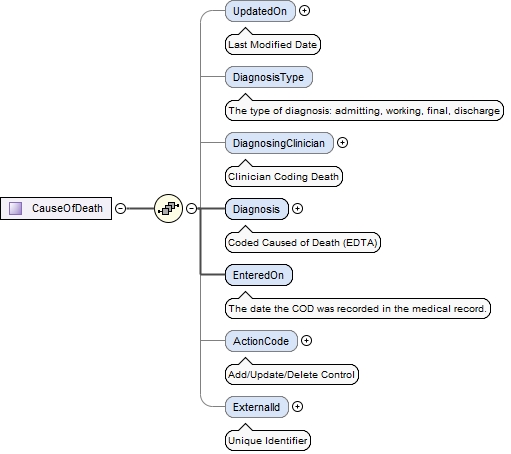 UpdatedOn
Last Modified Date
DiagnosisType
The type of diagnosis: admitting, working, final, discharge
DiagnosingClinician
Clinician Coding Death
CauseOfDeath
Diagnosis
Coded Caused of Death (EDTA)
EnteredOn
The date the COD was recorded in the medical record.
ActionCode
Add/Update/Delete Control
ExternalId
Unique Identifier